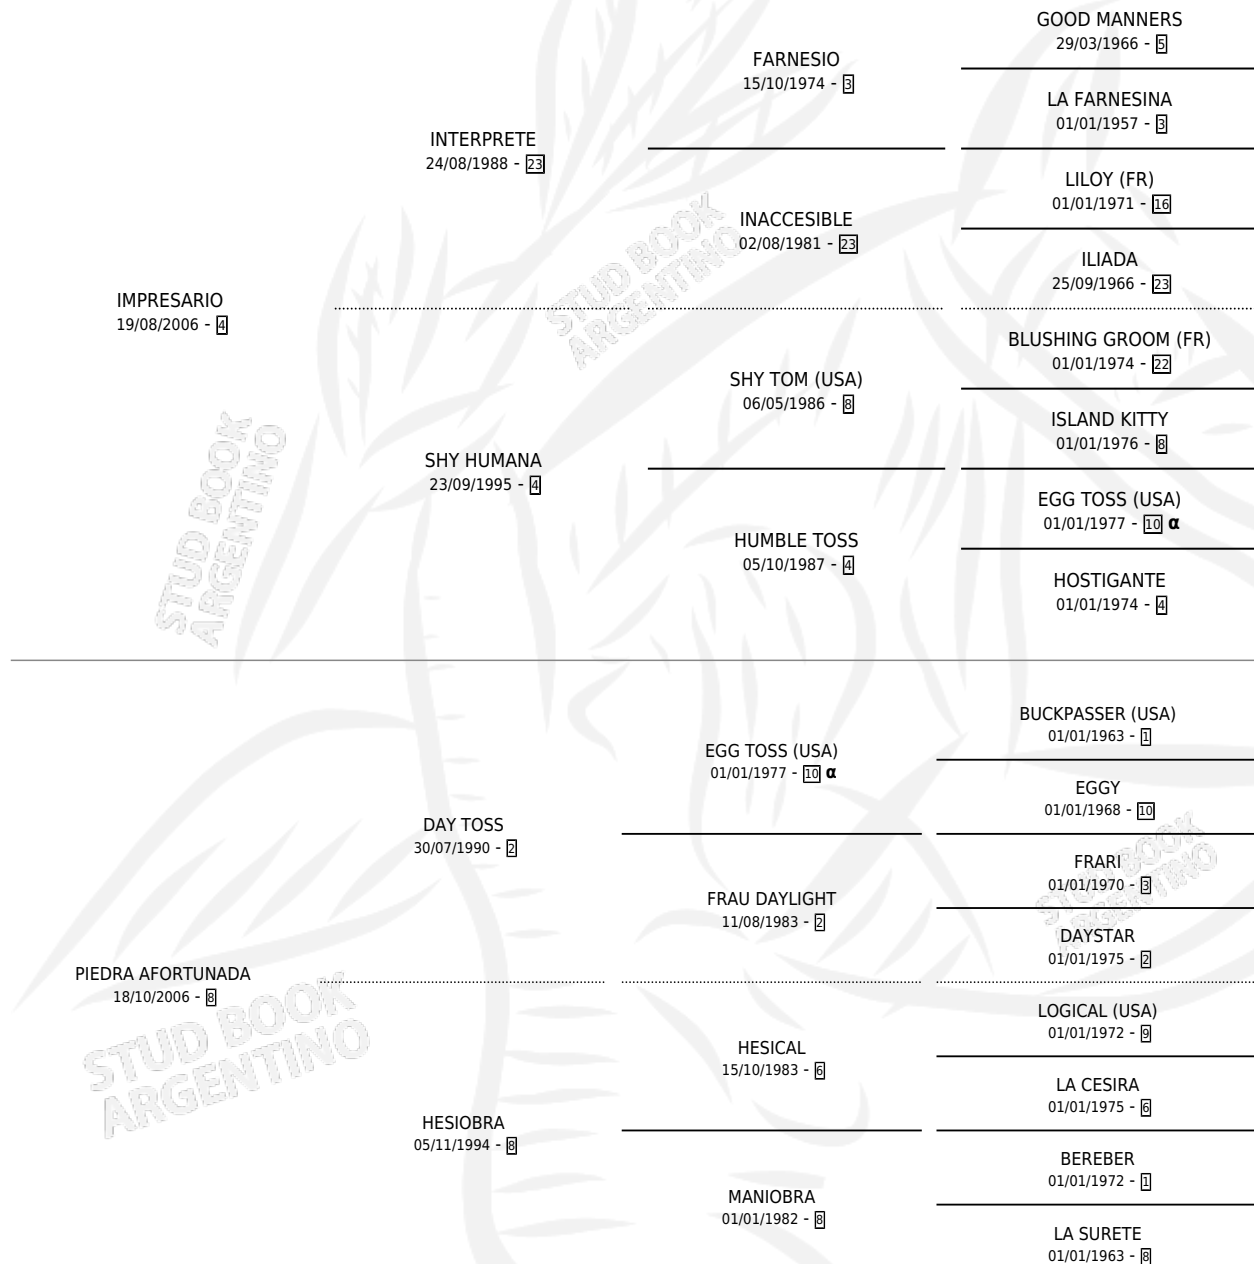 GOOD MANNERS
29/03/1966 - 5
FARNESIO
15/10/1974 - 3
LA FARNESINA
01/01/1957 - 3
INTERPRETE
24/08/1988 - 23
LILOY (FR)
01/01/1971 - 16
INACCESIBLE
02/08/1981 - 23
ILIADA
25/09/1966 - 23
IMPRESARIO
19/08/2006 - 4
BLUSHING GROOM (FR)
01/01/1974 - 22
SHY TOM (USA)
06/05/1986 - 8
ISLAND KITTY
01/01/1976 - 8
SHY HUMANA
23/09/1995 - 4
EGG TOSS (USA)
01/01/1977 - 10 α
HUMBLE TOSS
05/10/1987 - 4
HOSTIGANTE
01/01/1974 - 4
BUCKPASSER (USA)
01/01/1963 - 1
EGG TOSS (USA)
01/01/1977 - 10 α
EGGY
01/01/1968 - 10
DAY TOSS
30/07/1990 - 2
FRARI
01/01/1970 - 3
FRAU DAYLIGHT
11/08/1983 - 2
DAYSTAR
01/01/1975 - 2
PIEDRA AFORTUNADA
18/10/2006 - 8
LOGICAL (USA)
01/01/1972 - 9
HESICAL
15/10/1983 - 6
LA CESIRA
01/01/1975 - 6
HESIOBRA
05/11/1994 - 8
BEREBER
01/01/1972 - 1
MANIOBRA
01/01/1982 - 8
LA SURETE
01/01/1963 - 8
STUD BOOK
ARGENTINO
STUD BOOK
ARGENTINO
STUD BOOK
ARGENTINO
STUD BOOK
ARGENTINO